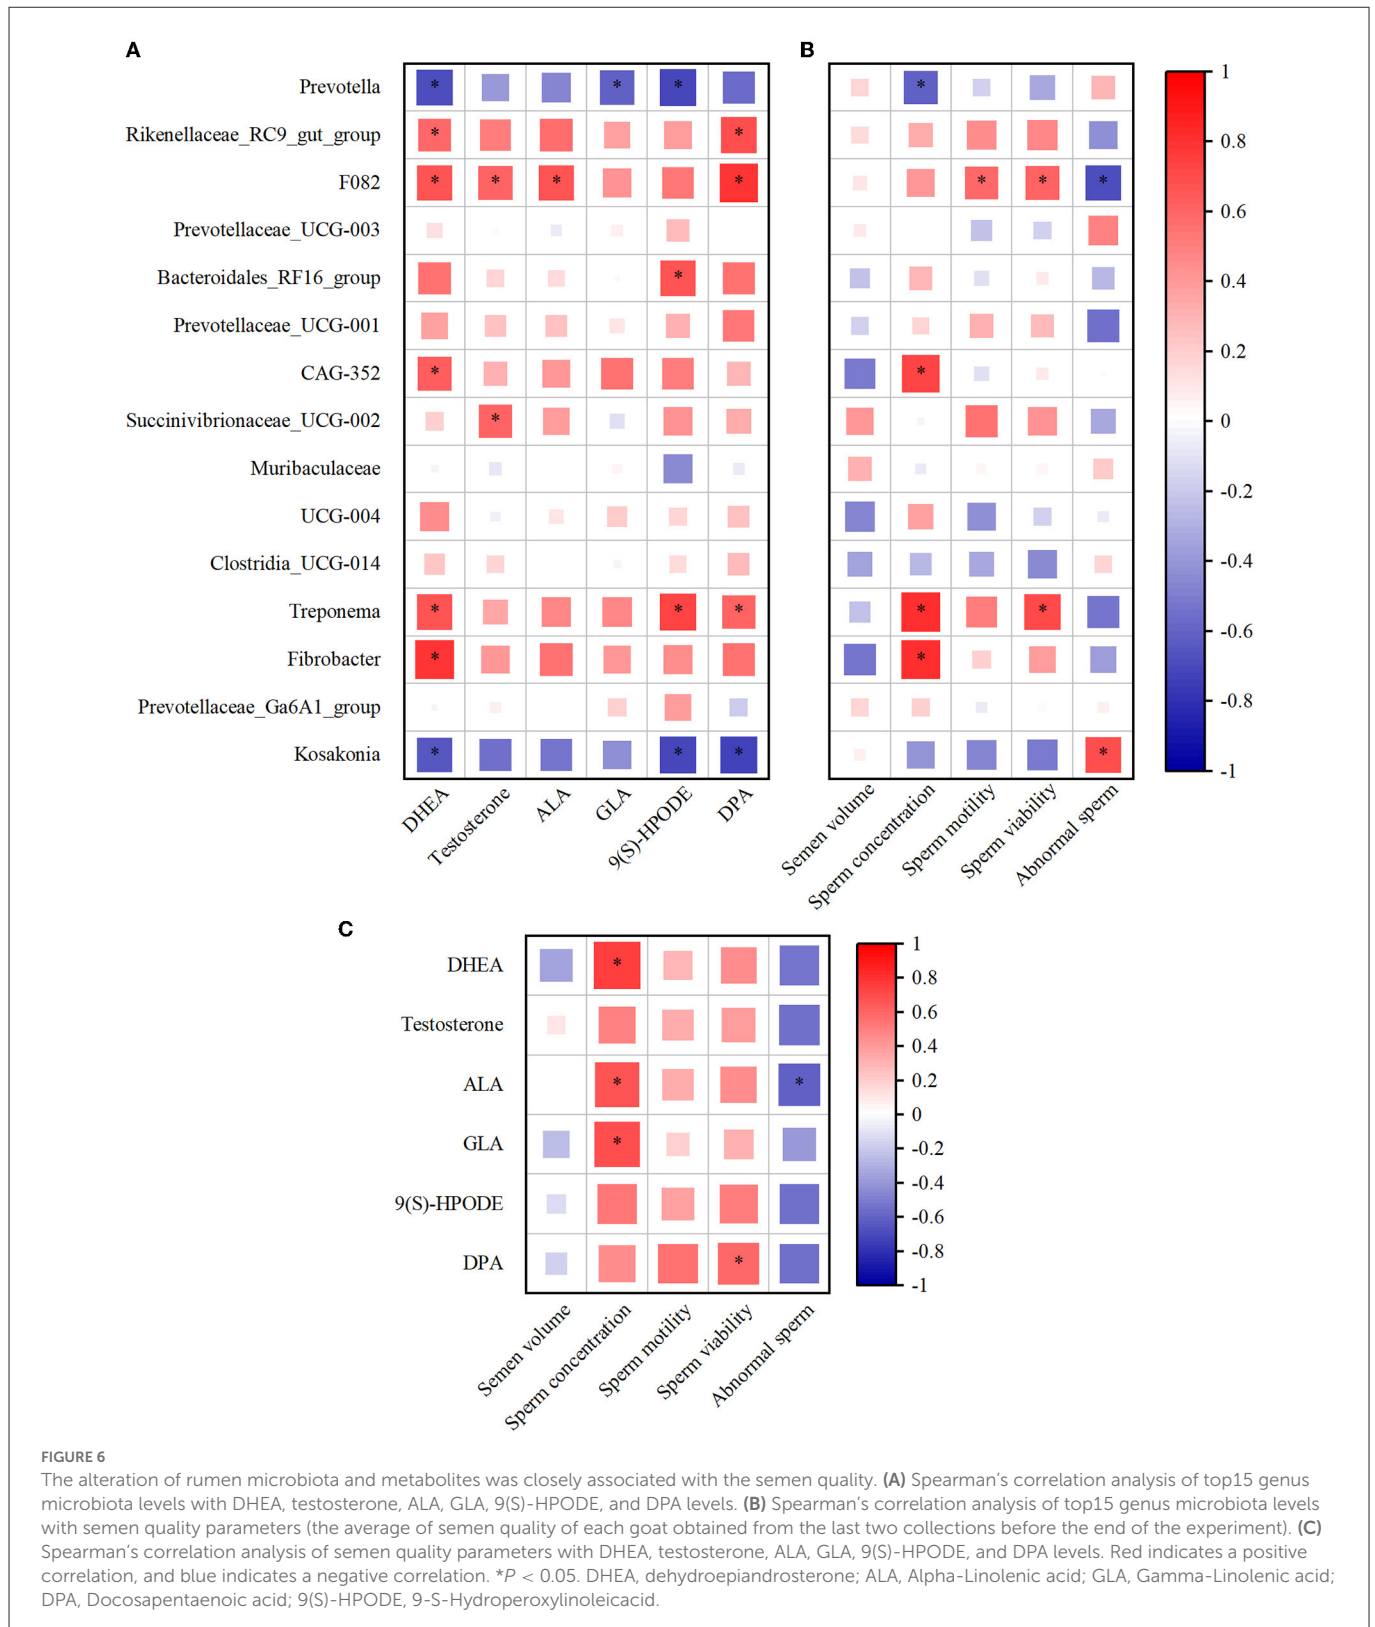 A
B
Prevotella
Rikenellaceae_RC9_gut_group
F082
Prevotellaceae_UCG-003
Bacteroidales_RF16_group
Prevotellaceae_UCG-001
CAG-352
Succinivibrionaceae_UCG-002
Muribaculaceae
UCG-004
Clostridia_UCG-014
Treponema
Fibrobacter
Prevotellaceae_Ga6A1_group
Kosakonia
* * *
* *
* * * *
*
*
*
* * *
*
* * *
DHEA
Testosterone
ALA
GLA
9(S)-HPODE
DPA
*
* * *
*
* *
*
*
Semen volume
Sperm concentration
Sperm motility
Sperm viability
Abnormal sperm
1
0.8
0.6
0.4
0.2
0
-0.2
-0.4
-0.6
-0.8
-1
C
DHEA
Testosterone
ALA
GLA
9(S)-HPODE
DPA
*
* *
*
*
Semen volume
Sperm concentration
Sperm motility
Sperm viability
Abnormal sperm
1
0.8
0.6
0.4
0.2
0
-0.2
-0.4
-0.6
-0.8
-1
FIGURE 6
The alteration of rumen microbiota and metabolites was closely associated with the semen quality. (A) Spearman's correlation analysis of top15 genus
microbiota levels with DHEA, testosterone, ALA, GLA, 9(S)-HPODE, and DPA levels. (B) Spearman's correlation analysis of top15 genus microbiota levels
with semen quality parameters (the average of semen quality of each goat obtained from the last two collections before the end of the experiment). (C)
Spearman's correlation analysis of semen quality parameters with DHEA, testosterone, ALA, GLA, 9(S)-HPODE, and DPA levels. Red indicates a positive
correlation, and blue indicates a negative correlation. *P < 0.05. DHEA, dehydroepiandrosterone; ALA, Alpha-Linolenic acid; GLA, Gamma-Linolenic acid;
DPA, Docosapentaenoic acid; 9(S)-HPODE, 9-S-Hydroperoxylinoleicacid.